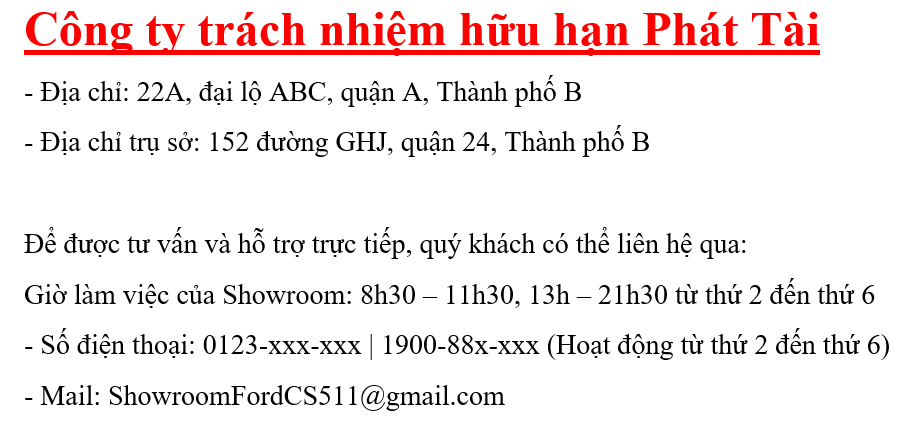 Công ty trách nhiệm hữu hạn Phát Tài
- Địa chỉ: 22A, đại lộ ABC, quận A, Thành phố B
- Địa chỉ trụ sở: 152 đường GHJ, quận 24, Thành phố B
Để được tư vấn và hỗ trợ trực tiếp, quý khách có thể liên hệ qua:
Giờ làm việc của Showroom: 8h30 – 11h30, 13h – 21h30 từ thứ 2 đến thứ 6
- Số điện thoại: 0123-xxx-xxx | 1900-88x-xxx (Hoạt động từ thứ 2 đến thứ 6)
- Mail: ShowroomFordCS511@gmail.com